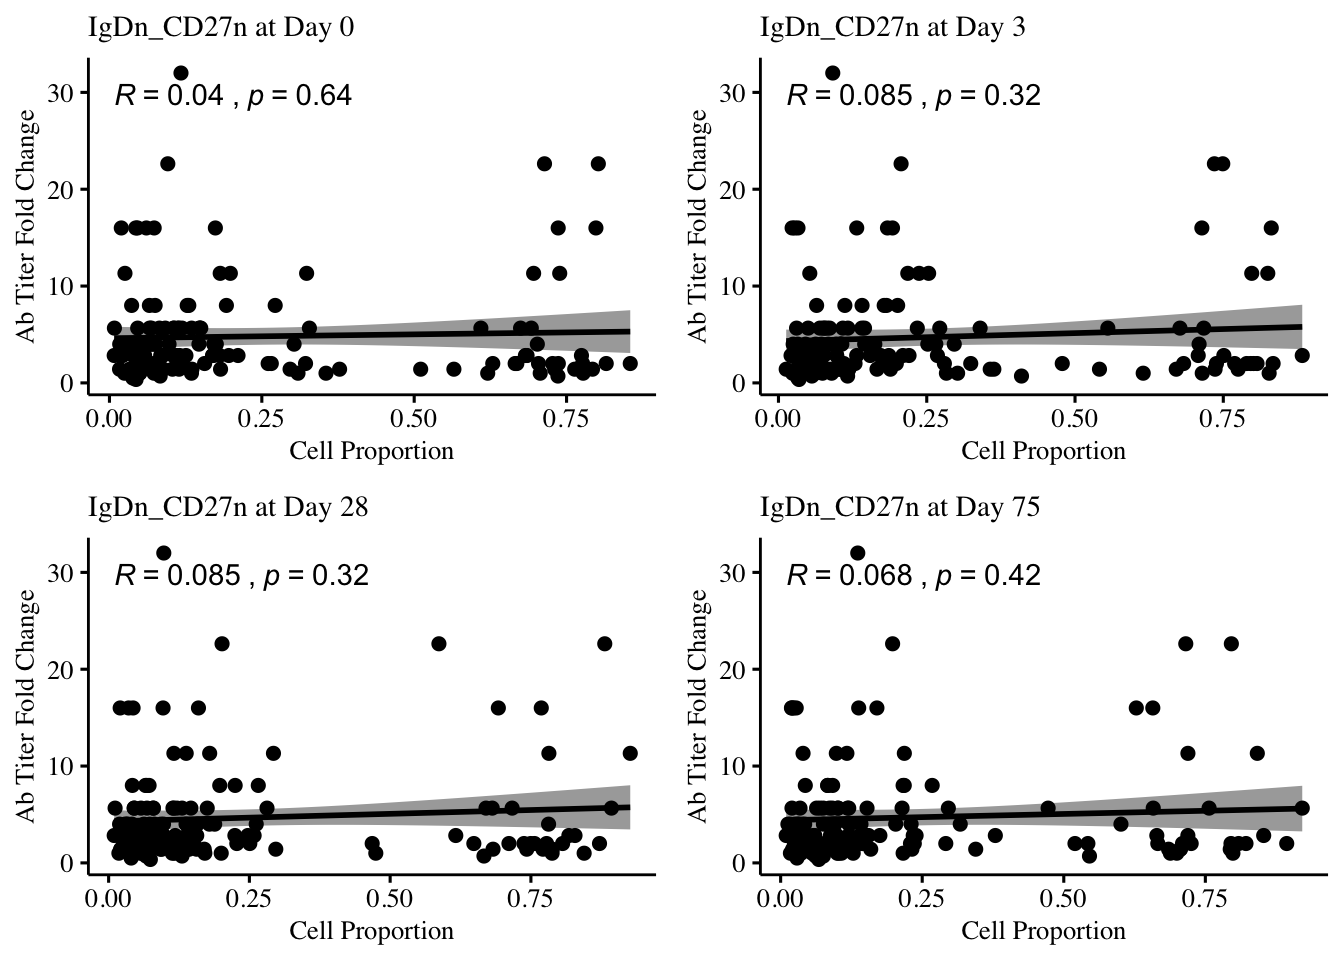 IgDn_CD27n at Day 0
R = 0.04 , p = 0.64
Ab Titer Fold Change
30
20
10
0
0.00 0.25 0.50 0.75
Cell Proportion
IgDn_CD27n at Day 3
R = 0.085 , p = 0.32
Ab Titer Fold Change
30
20
10
0
0.00 0.25 0.50 0.75
Cell Proportion
IgDn_CD27n at Day 28
R = 0.085 , p = 0.32
Ab Titer Fold Change
30
20
10
0
0.00 0.25 0.50 0.75
Cell Proportion
IgDn_CD27n at Day 75
R = 0.068 , p = 0.42
Ab Titer Fold Change
30
20
10
0
0.00 0.25 0.50 0.75
Cell Proportion